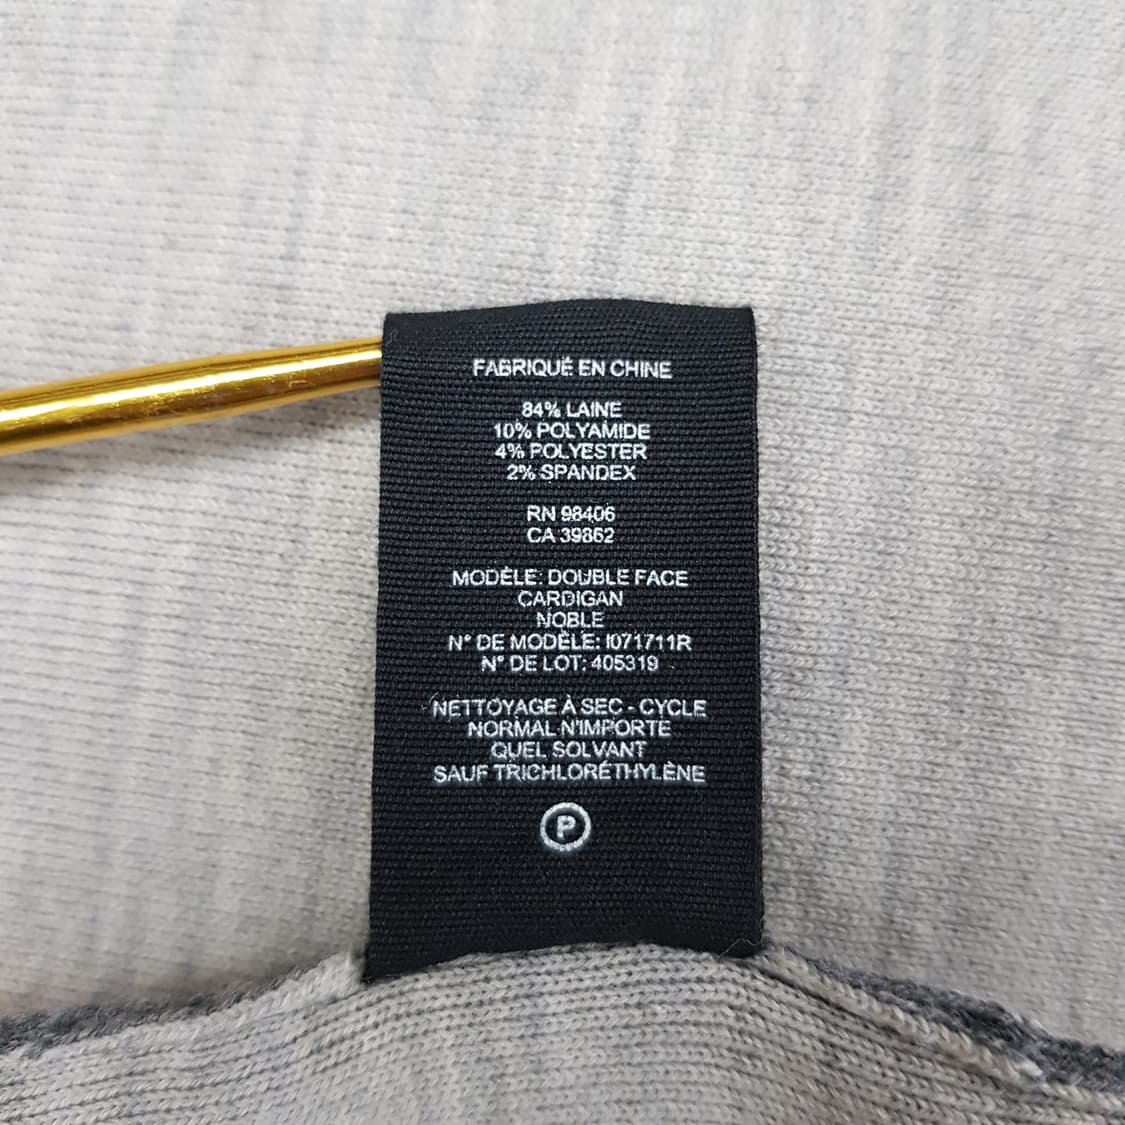 FABRIQUÉ EN CHINE
84% LAINE
10% POLYAMIDE
4% POLYESTER
2% SPANDEX
RN 98406
CA 39862
MODÈLE: DOUBLE FACE
CARDIGAN
NOBLE
N° DE MODÈLE: I071711R
N° DE LOT: 405319
NETTOYAGE À SEC - CYCLE
NORMAL N'IMPORTE
QUEL SOLVANT
SAUF TRICHLORÉTHYLÈNE
P